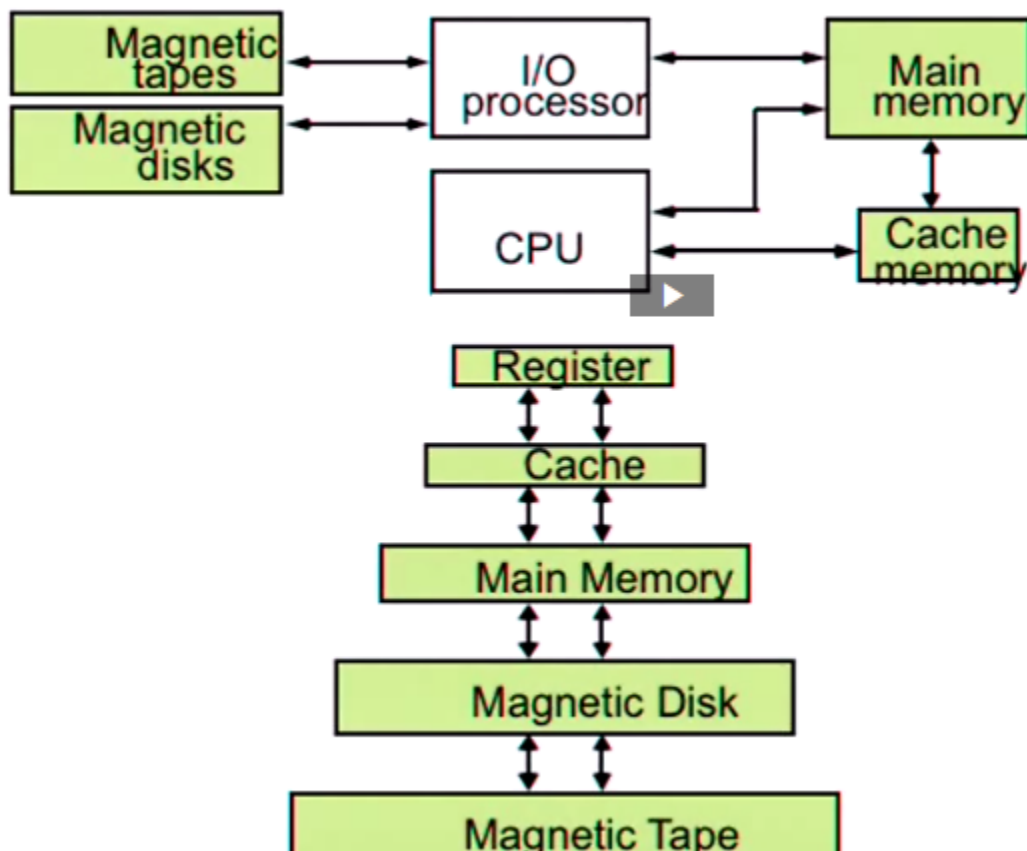 Magnetic
tapes
I/O
processor
Main
memory
Magnetic
disks
CPU
Cache
memory
Register
Cache
Main Memory
Magnetic Disk
Magnetic Tape